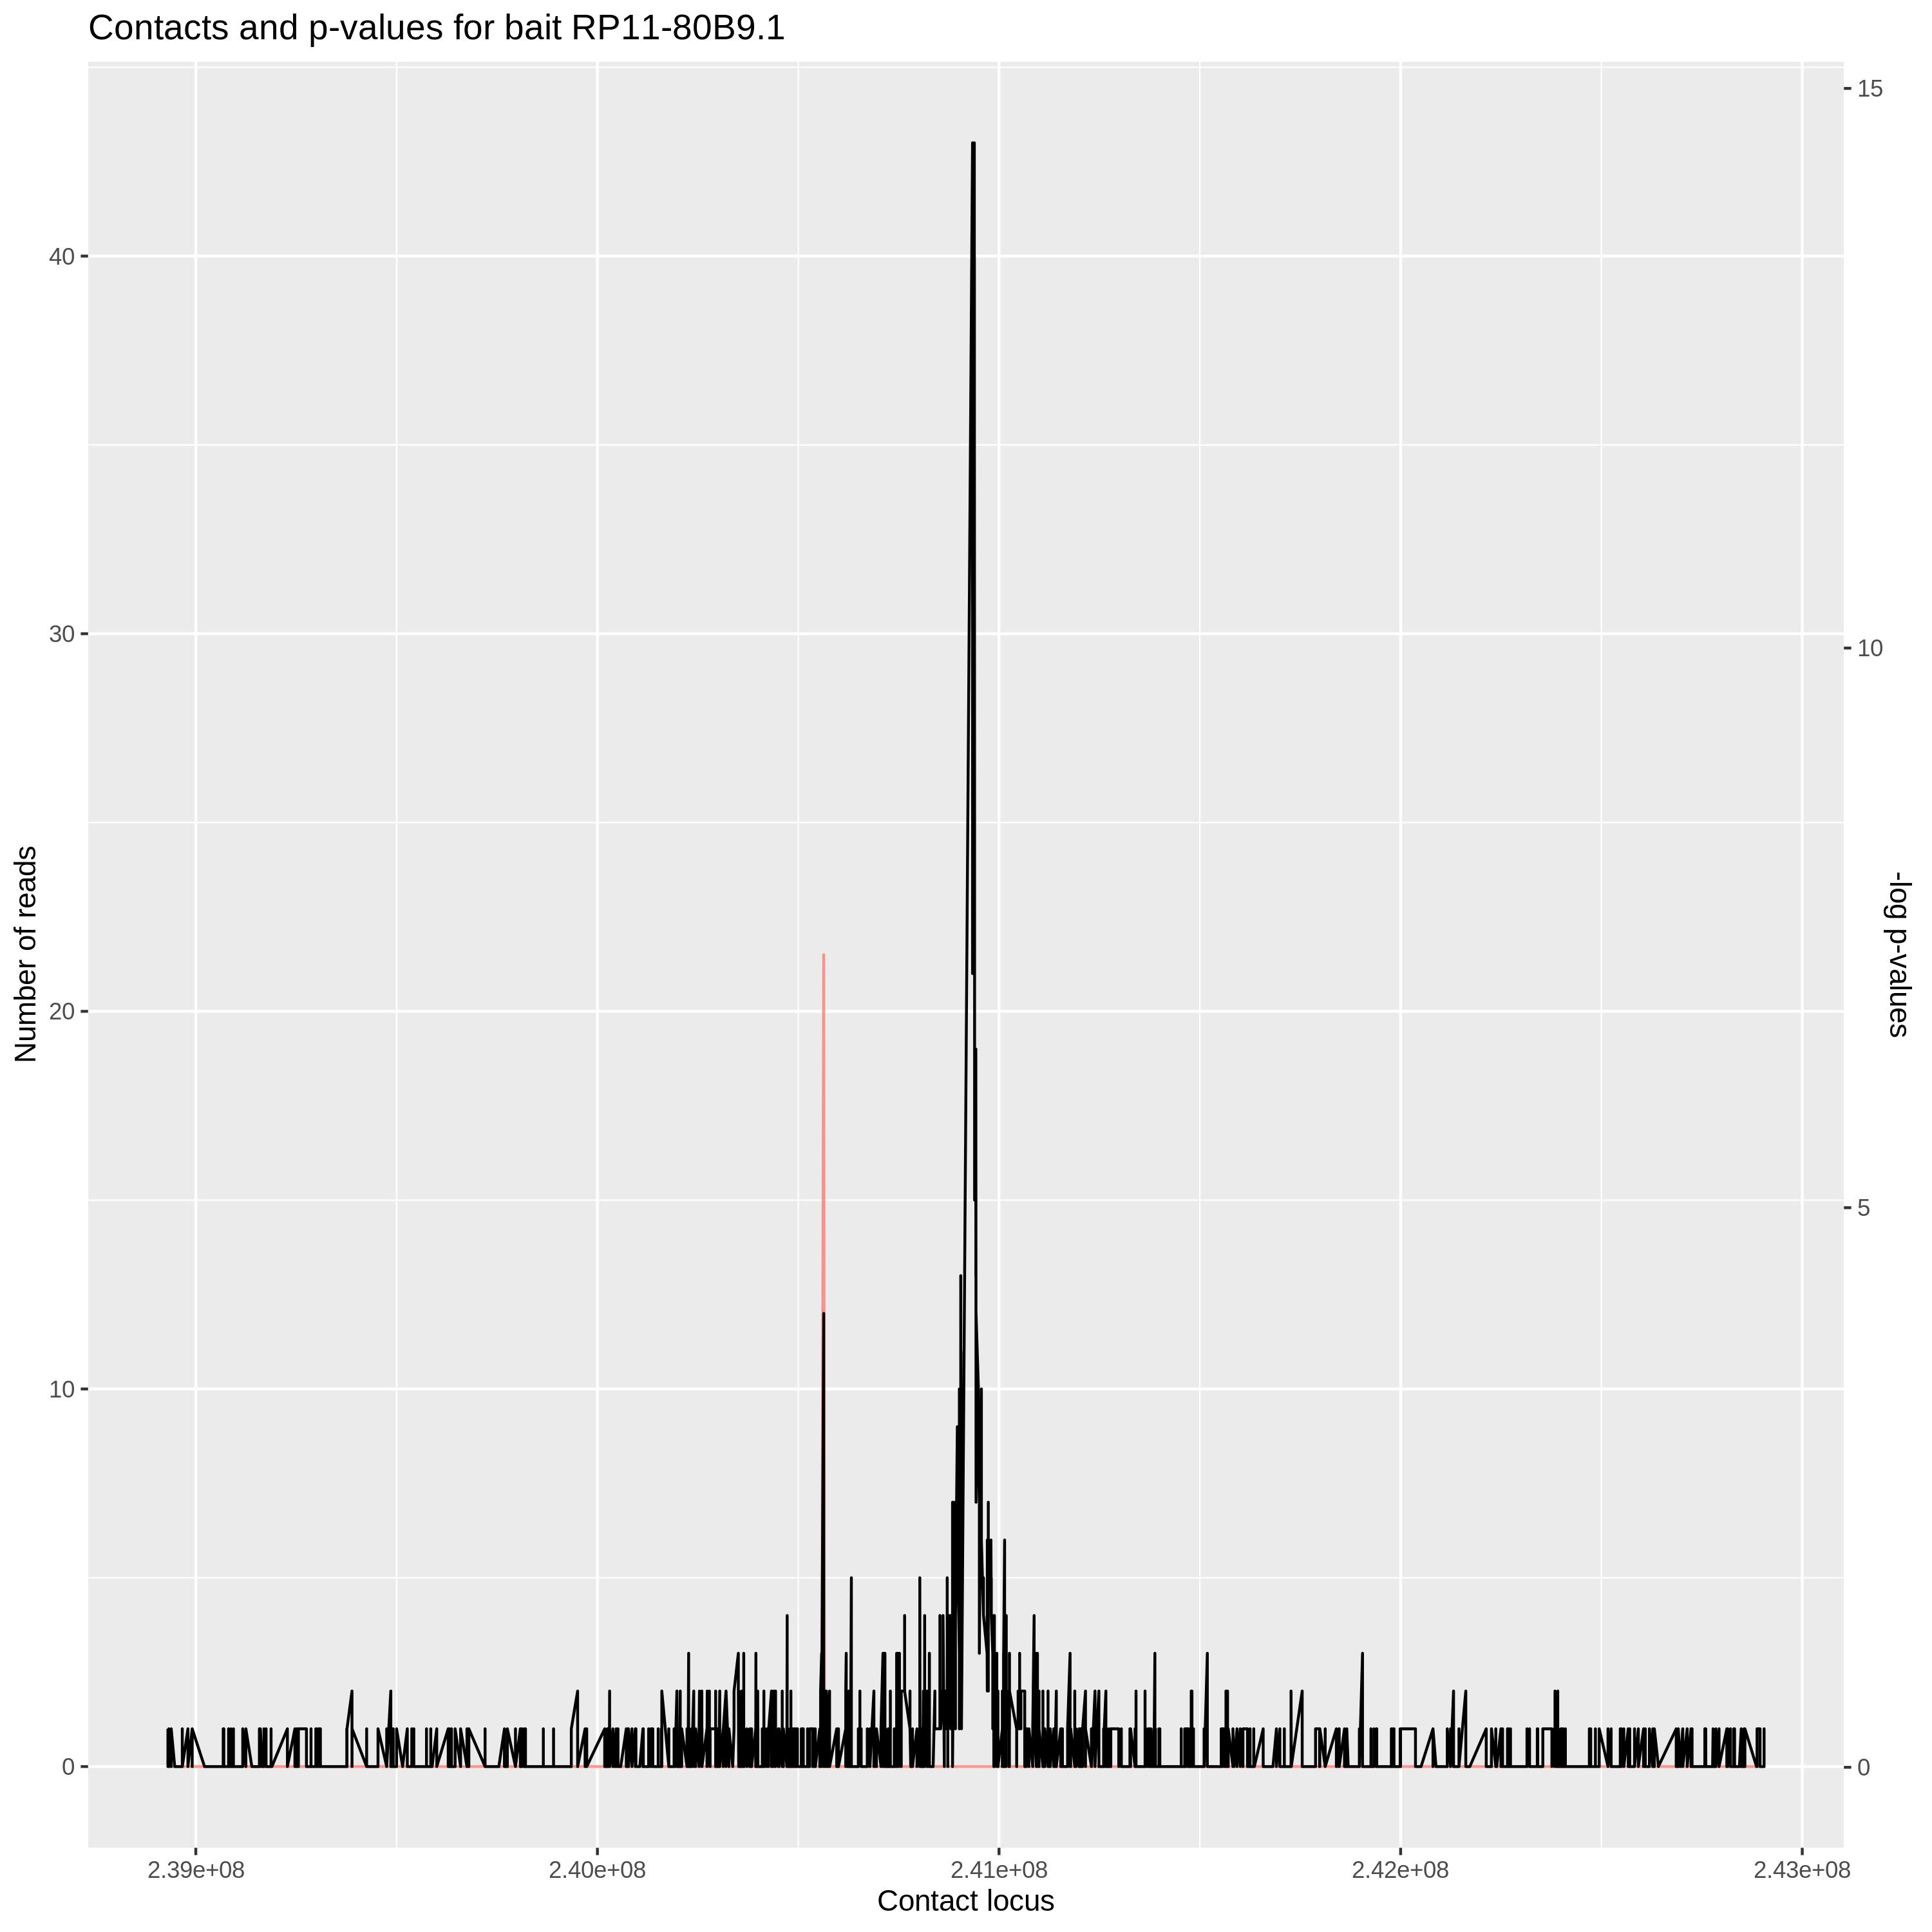 Contacts and p-values for bait RP11-80B9.1
Number of reads
40
30
20
10
0
15
10
5
0
-log p-values
2.39e+08
2.40e+08
2.41e+08
2.42e+08
2.43e+08
Contact locus